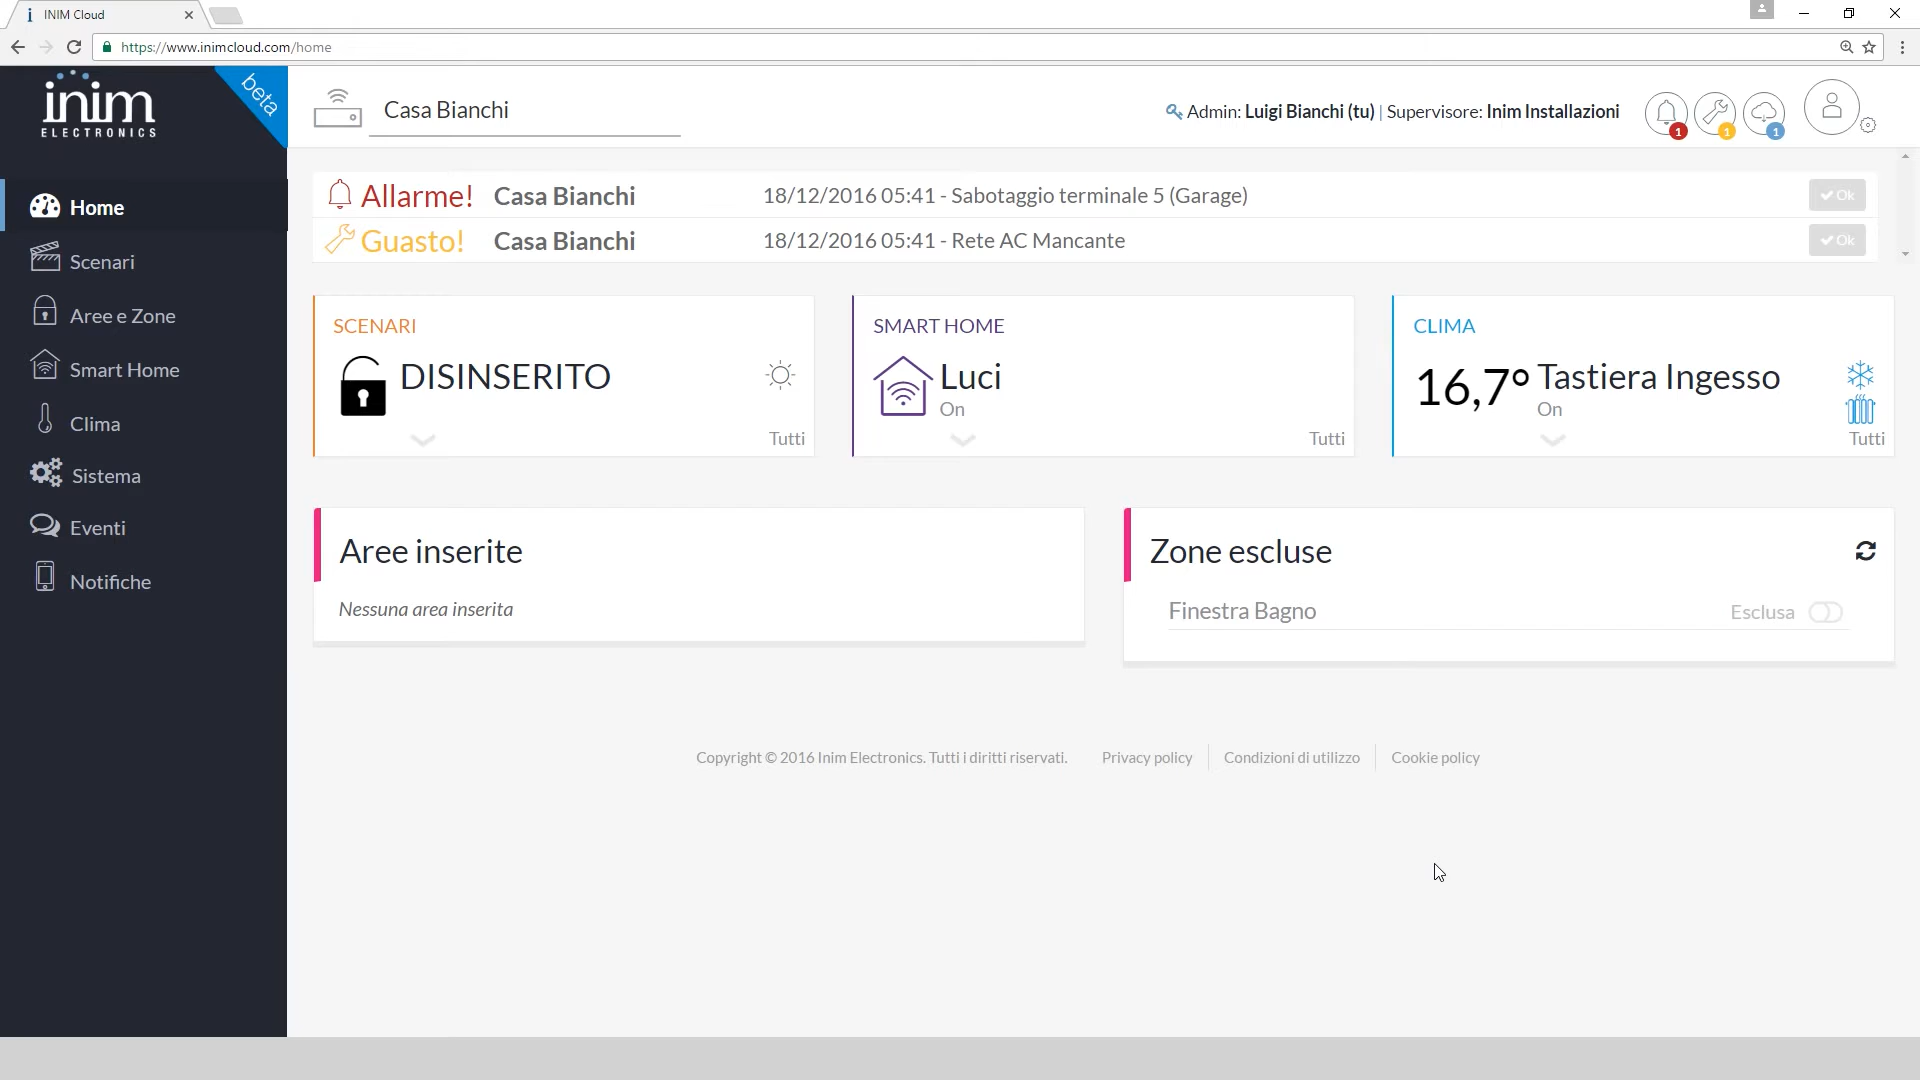 INIM Cloud
https://www.inimcloud.com/home
inim
ELECTRONICS
beta
Casa Bianchi
Admin: Luigi Bianchi (tu) | Supervisore: Inim Installazioni
1
1
1
Home
Scenari
Aree e Zone
Smart Home
Clima
Sistema
Eventi
Notifiche
Allarme! Casa Bianchi 18/12/2016 05:41 - Sabotaggio terminale 5 (Garage) Ok
Guasto! Casa Bianchi 18/12/2016 05:41 - Rete AC Mancante Ok
SCENARI
DISINSERITO
Tutti
SMART HOME
Luci
On
Tutti
CLIMA
16,7° Tastiera Ingesso
On
Tutti
Aree inserite
Nessuna area inserita
Zone escluse
Finestra Bagno Esclusa
Copyright © 2016 Inim Electronics. Tutti i diritti riservati. Privacy policy Condizioni di utilizzo Cookie policy